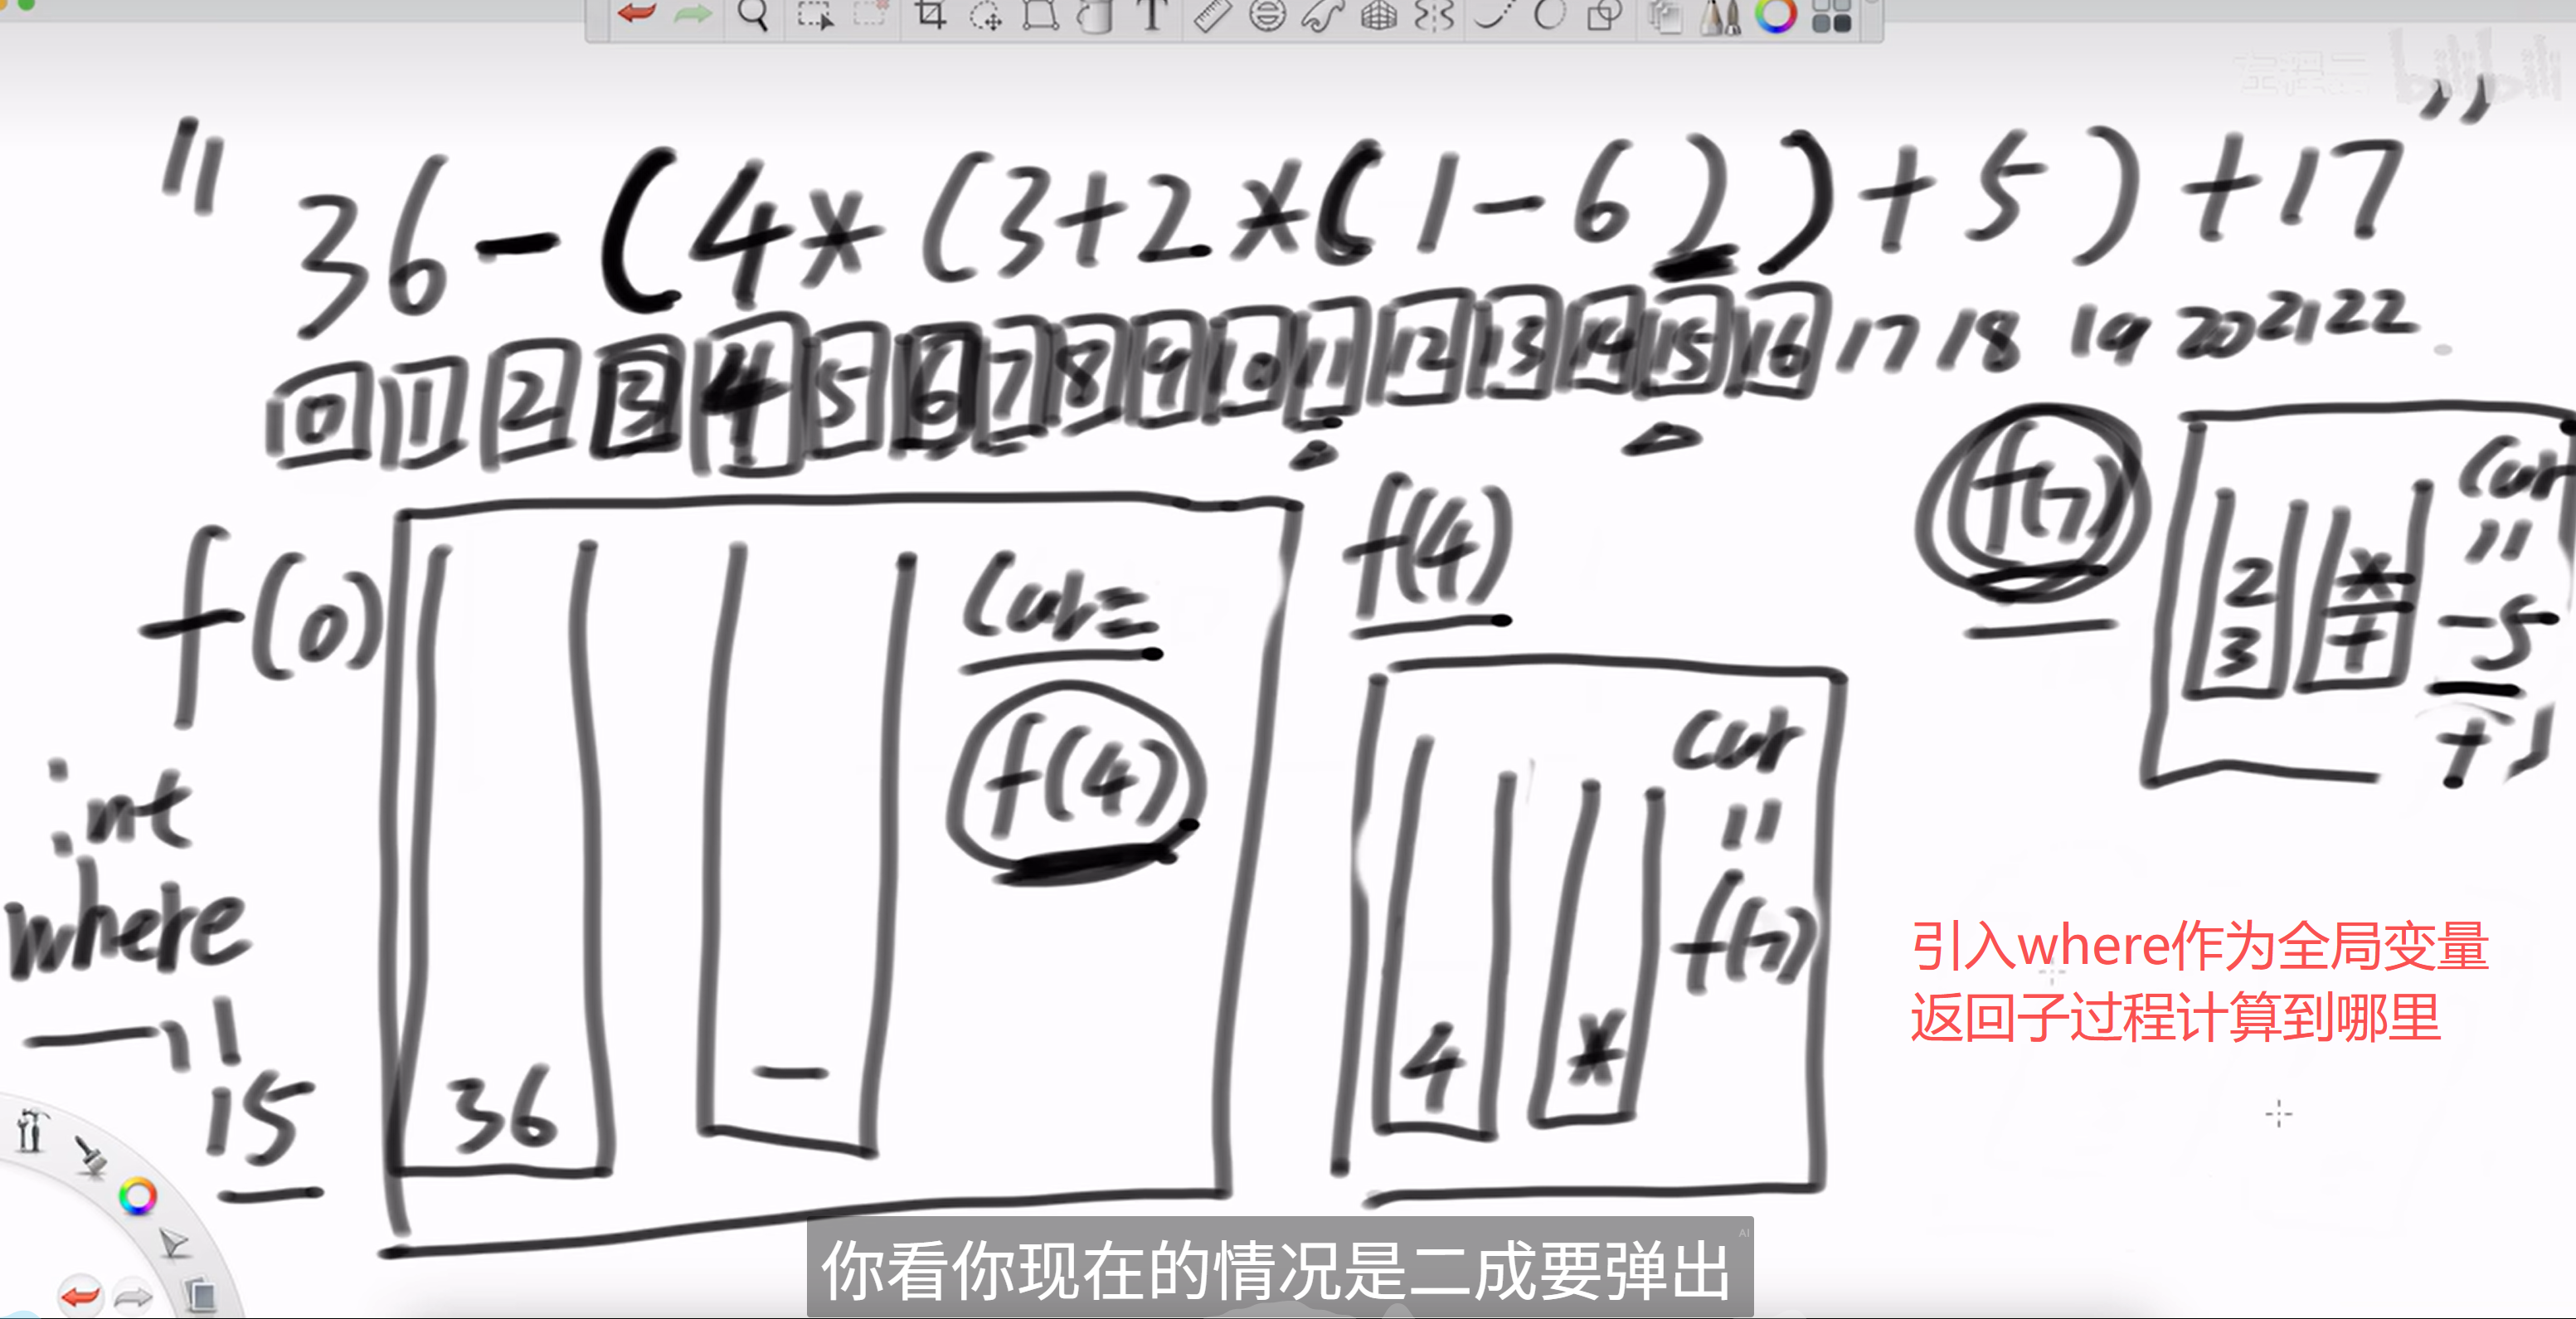 " 36-(4*(3+2*(1-6))+5)+17 "
0 1 2 3 4 5 6 7 8 9 10 11 12 13 14 15 16 17 18 19 20 21 22
f(0)
36
-
cur=
f(4)
f(4)
4
*
cur
"
f(7)
f(7)
2
3
*
+
cur
"
-5
+
int
where
15
引入where作为全局变量
返回子过程计算到哪里
你看你现在的情况是二成要弹出
AI
bilibili